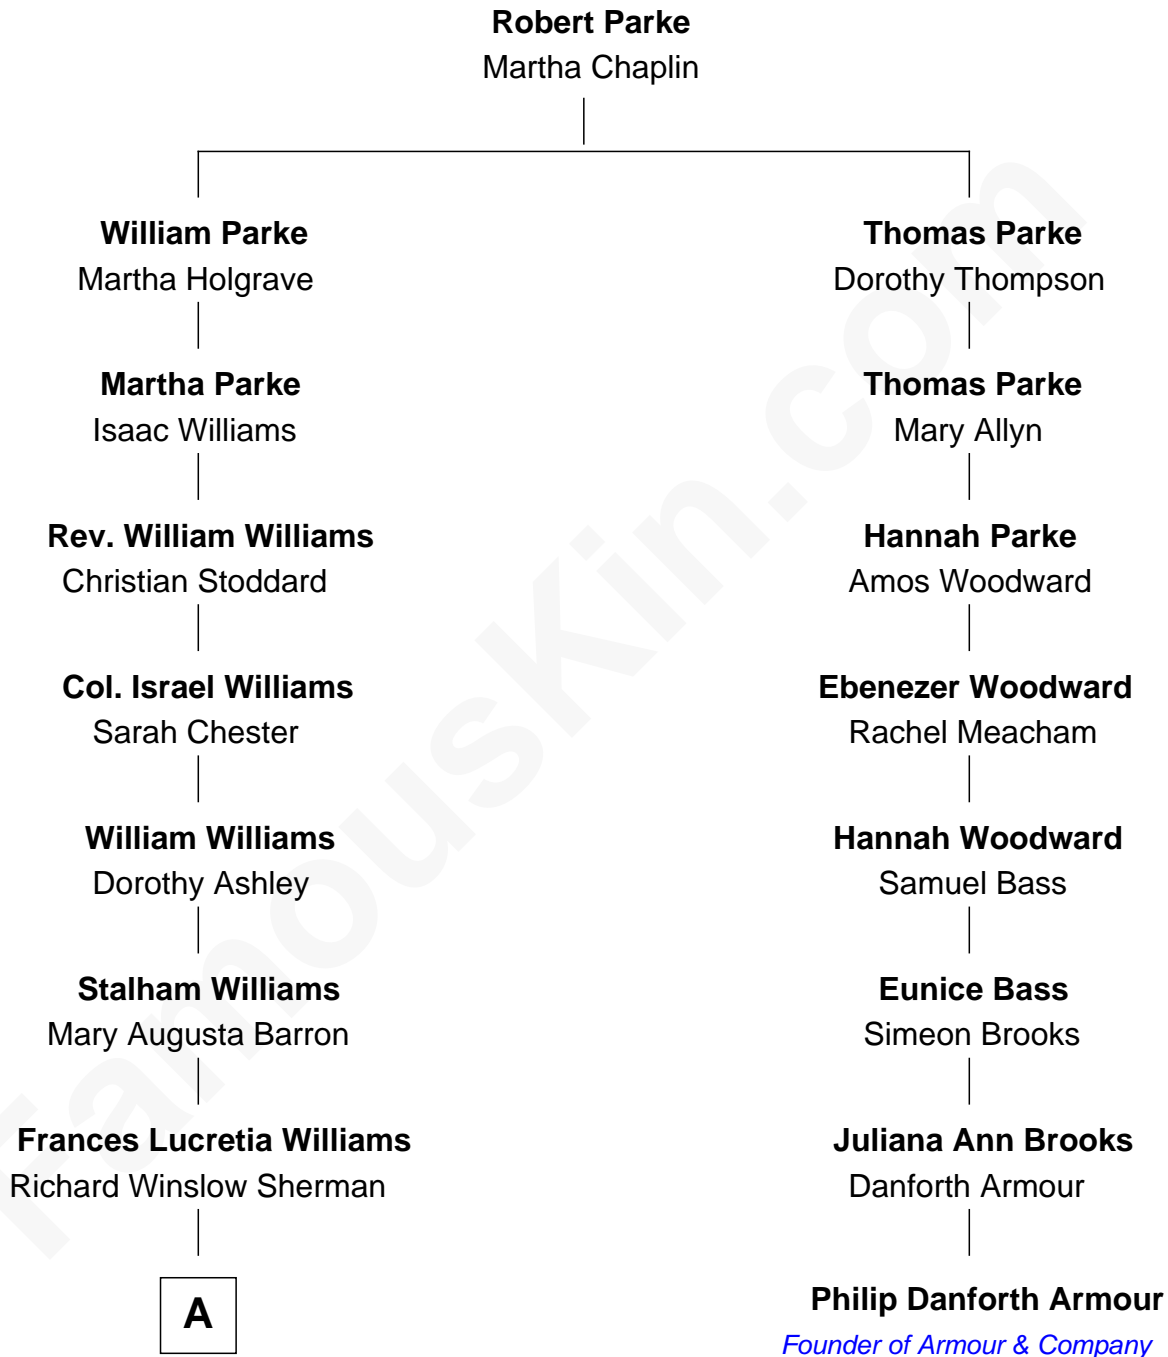 Robert Parke
Martha Chaplin
William Parke
Martha Holgrave
Thomas Parke
Dorothy Thompson
Martha Parke
Isaac Williams
Thomas Parke
Mary Allyn
Rev. William Williams
Christian Stoddard
Hannah Parke
Amos Woodward
Col. Israel Williams
Sarah Chester
Ebenezer Woodward
Rachel Meacham
William Williams
Dorothy Ashley
Hannah Woodward
Samuel Bass
Stalham Williams
Mary Augusta Barron
Eunice Bass
Simeon Brooks
Frances Lucretia Williams
Richard Winslow Sherman
Juliana Ann Brooks
Danforth Armour
A
Philip Danforth Armour
Founder of Armour & Company
FamousKin.com